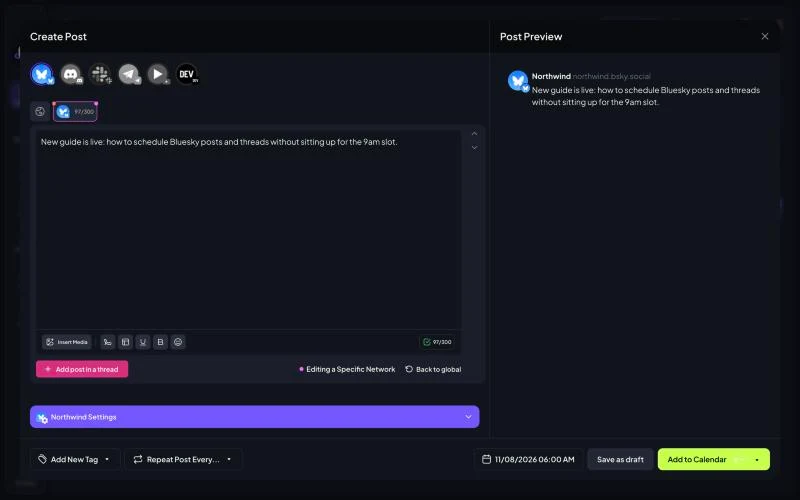 Create Post
Post Preview
DEV
DEV
97/300
Northwind northwind.bsky.social
New guide is live: how to schedule Bluesky posts and threads
without sitting up for the 9am slot.
New guide is live: how to schedule Bluesky posts and threads without sitting up for the 9am slot.
Insert Media
U
B
97/300
Add post in a thread
Editing a Specific Network
Back to global
Northwind Settings
Add New Tag
Repeat Post Every...
11/08/2026 06:00 AM
Save as draft
Add to Calendar